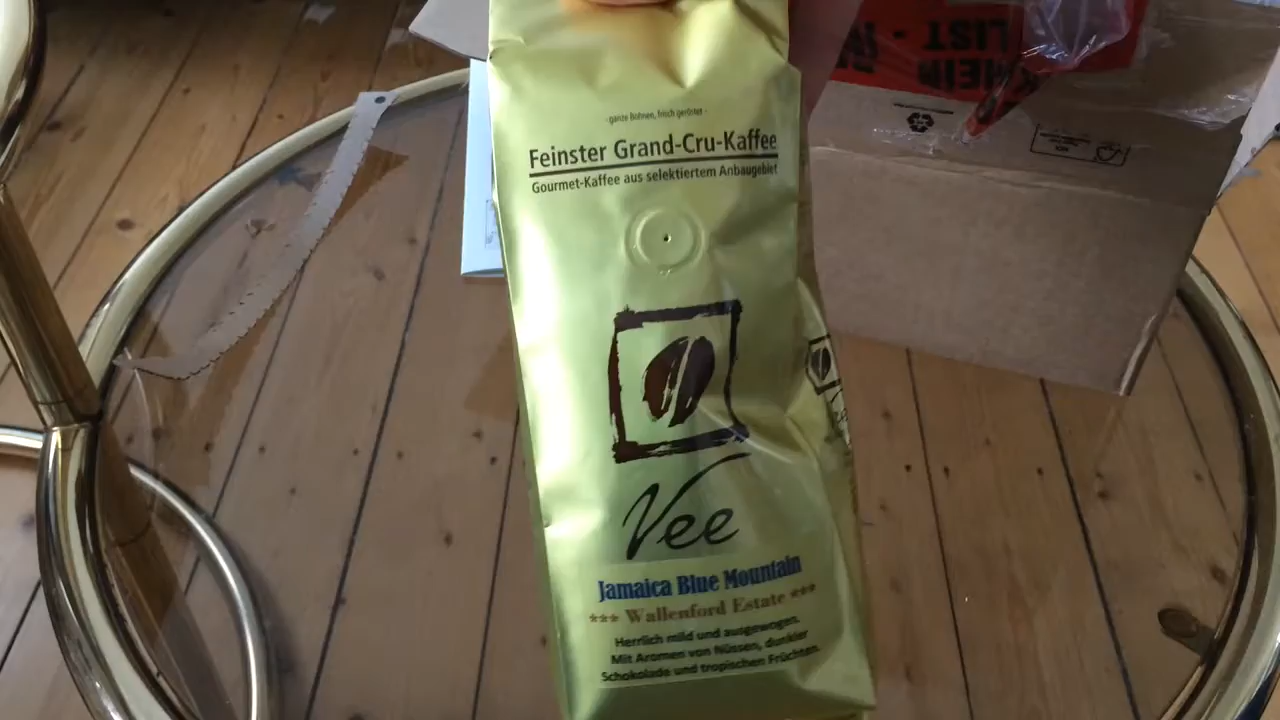 - ganze Bohnen, frisch geröstet -
Feinster Grand-Cru-Kaffee
Gourmet-Kaffee aus selektiertem Anbaugebiet
Vee
Jamaica Blue Mountain
*** Wallenford Estate ***
Herrlich mild und ausgewogen.
Mit Aromen von Nüssen, dunkler
Schokolade und tropischen Früchten
LIST -